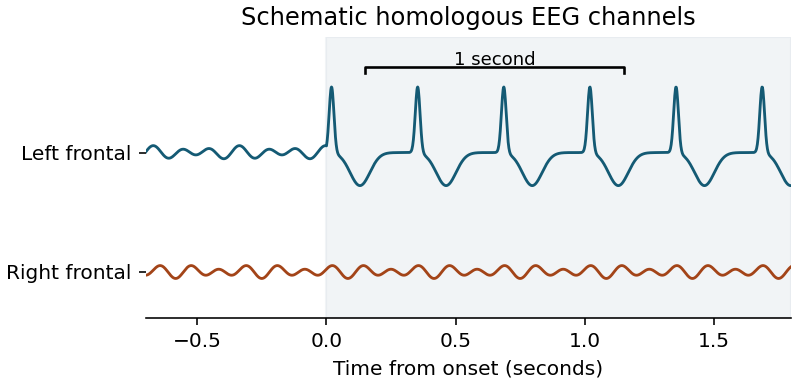 Schematic homologous EEG channels
1 second
Left frontal
Right frontal
−0.5 0.0 0.5 1.0 1.5
Time from onset (seconds)